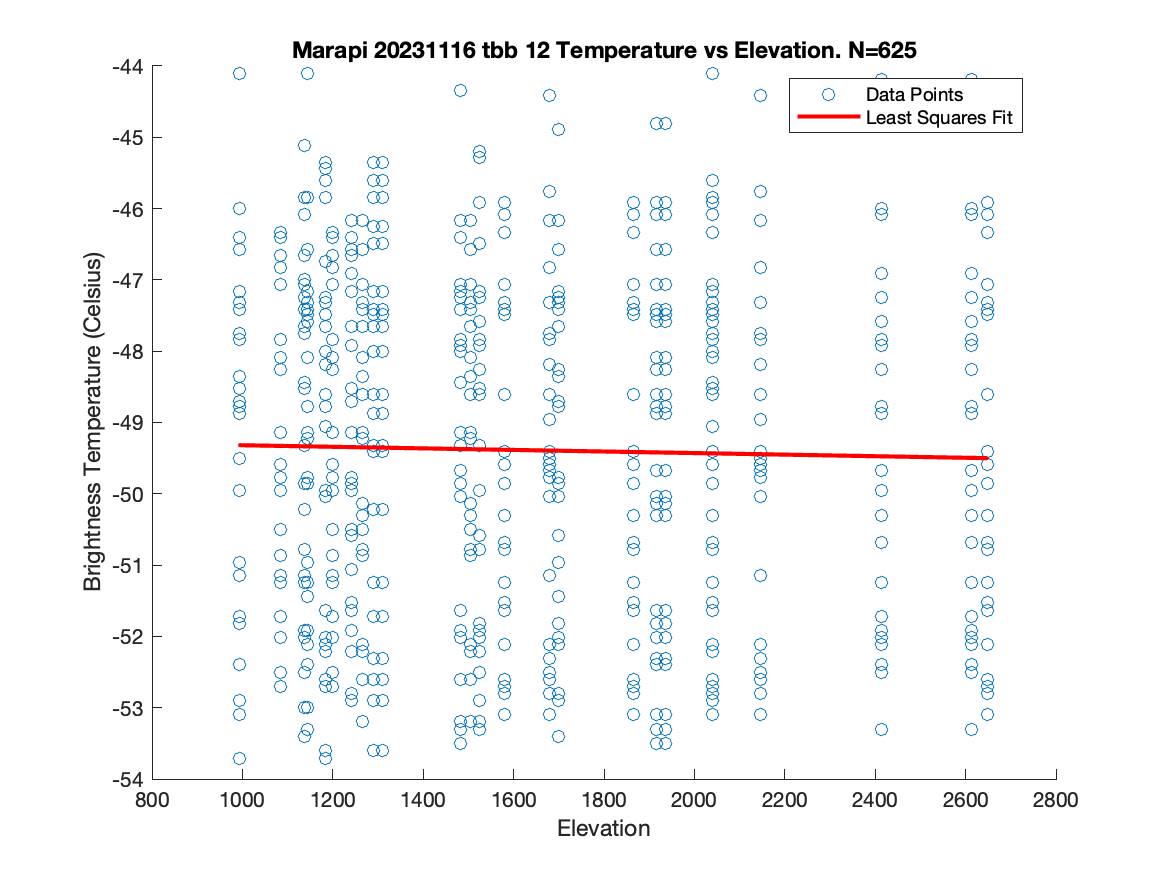 Marapi 20231116 tbb 12 Temperature vs Elevation. N=625
-44
Data Points
Least Squares Fit
-45
-46
-47
-48
-49
-50
-51
-52
-53
-54
Brightness Temperature (Celsius)
800 1000 1200 1400 1600 1800 2000 2200 2400 2600 2800
Elevation